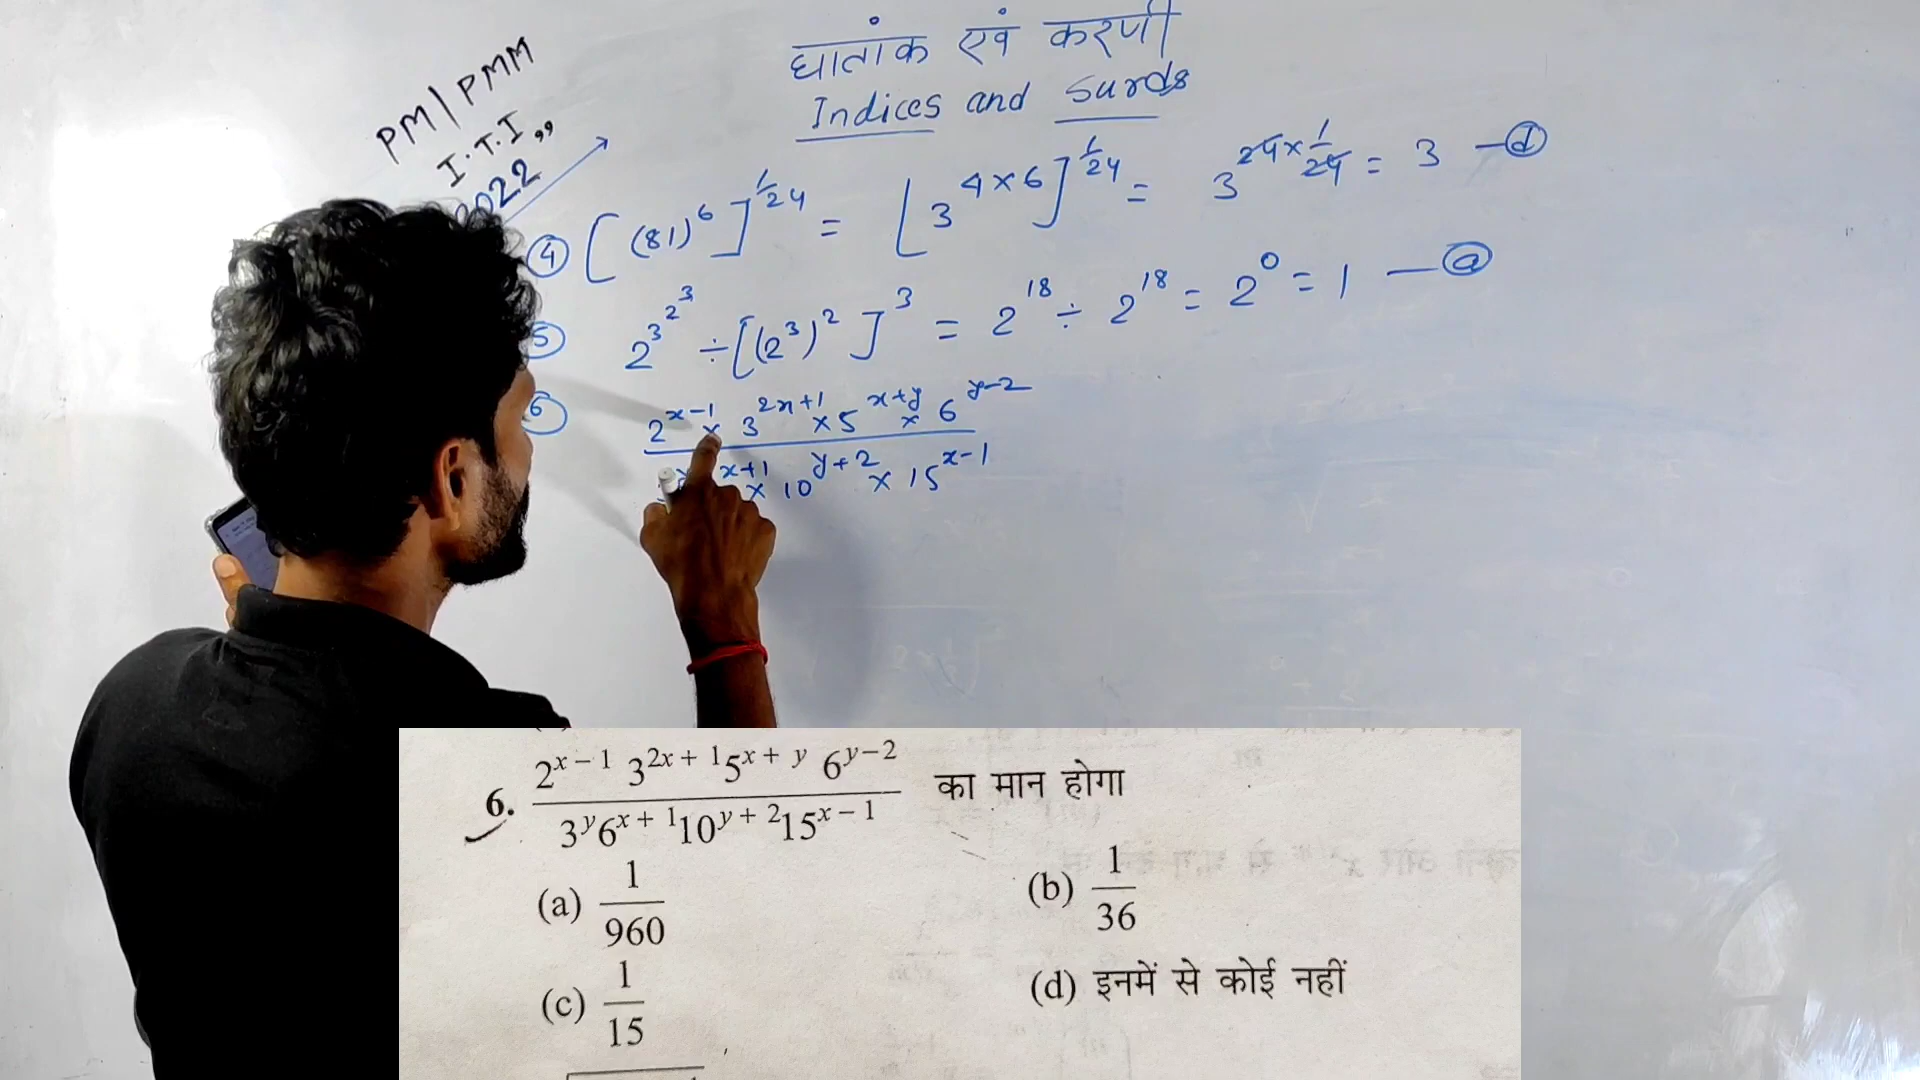 घातांक एवं करणी
Indices and Surds
PM/PMM
I.T.I,,
2022
④ [(81)^6]^{1/24} = [3^{4×6}]^{1/24} = 3^{24×1/24} = 3 — ⓓ
⑤ 2^{3^{2^3}} ÷ [(2^3)^2]^3 = 2^{18} ÷ 2^{18} = 2^0 = 1 — ⓐ
⑥ 2^{x-1} × 3^{2x+1} × 5^{x+y} × 6^{y-2}
^{x+1} × 10^{y+2} × 15^{x-1}
6. \frac{2^{x-1} 3^{2x+1} 5^{x+y} 6^{y-2}}{3^y 6^{x+1} 10^{y+2} 15^{x-1}} का मान होगा
(a) 1/960 (b) 1/36
(c) 1/15 (d) इनमें से कोई नहीं